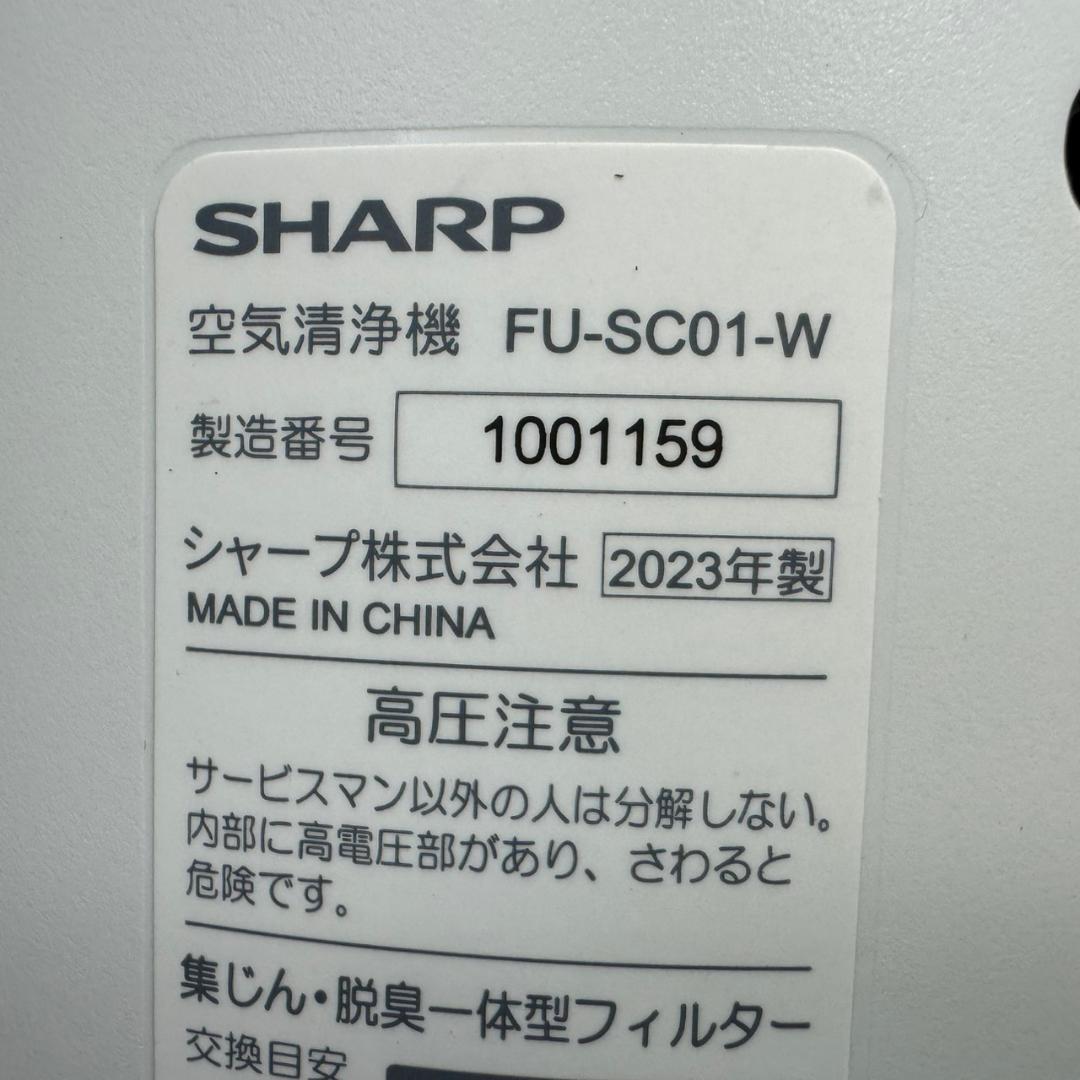 SHARP
空気清浄機 FU-SC01-W
製造番号 1001159
シャープ株式会社 2023年製
MADE IN CHINA
高圧注意
サービスマン以外の人は分解しない。
内部に高電圧部があり、さわると
危険です。
集じん・脱臭一体型フィルター
交換目安